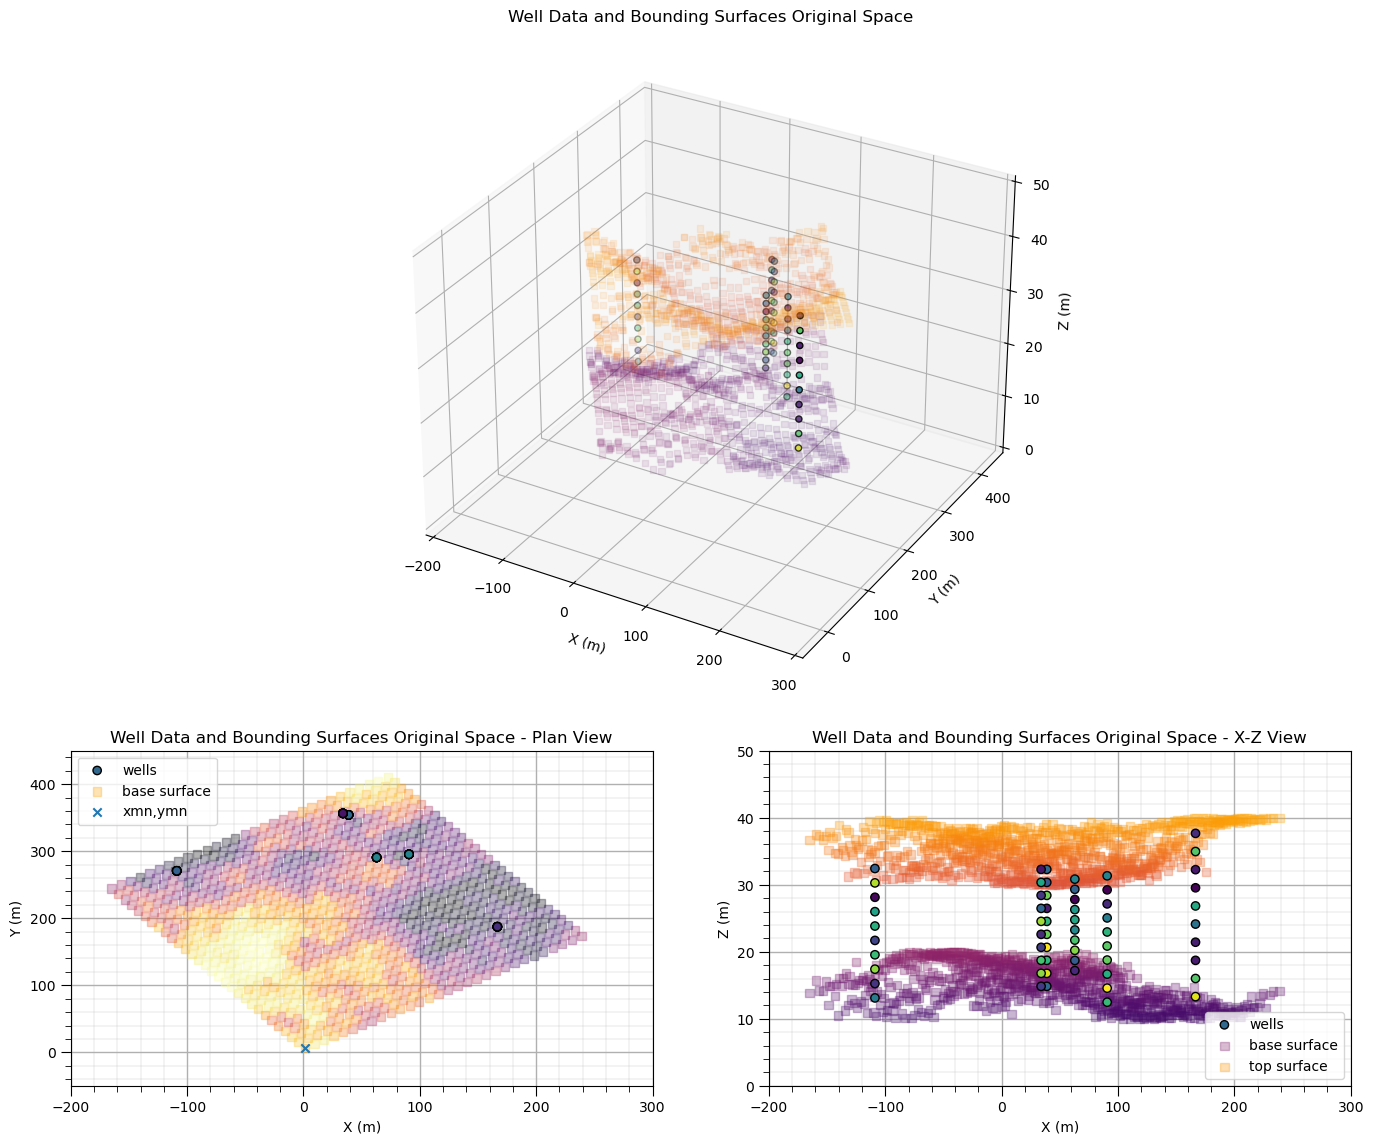 Well Data and Bounding Surfaces Original Space
50
40
30
20
10
0
Z (m)
400
300
200
100
0
Y (m)
−200
−100
0
100
200
300
X (m)
Well Data and Bounding Surfaces Original Space - Plan View
wells
base surface
xmn,ymn
400
300
200
100
0
Y (m)
−200
−100
0
100
200
300
X (m)
Well Data and Bounding Surfaces Original Space - X-Z View
50
40
30
20
10
0
Z (m)
wells
base surface
top surface
−200
−100
0
100
200
300
X (m)